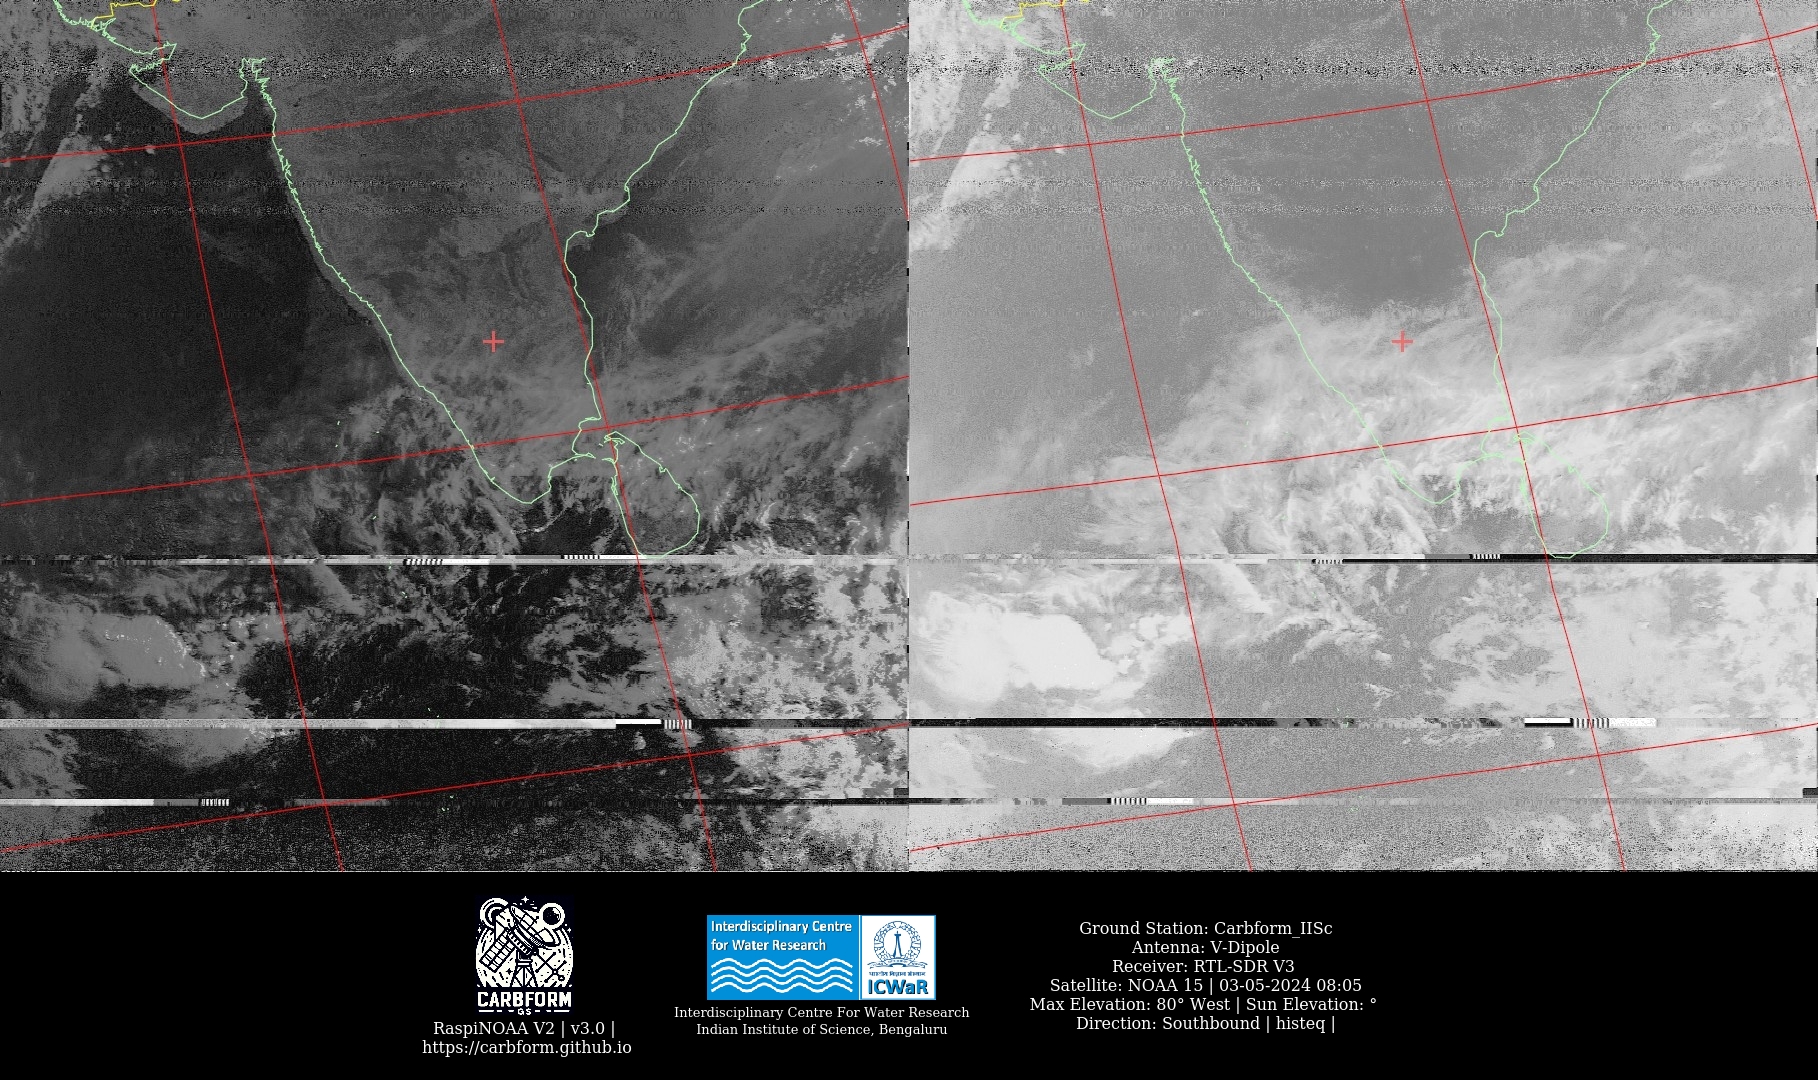 CARBFORM
GS
RaspiNOAA V2 | v3.0 |
https://carbform.github.io
Interdisciplinary Centre
for Water Research
ICWaR
Interdisciplinary Centre For Water Research
Indian Institute of Science, Bengaluru
Ground Station: Carbform_IISc
Antenna: V-Dipole
Receiver: RTL-SDR V3
Satellite: NOAA 15 | 03-05-2024 08:05
Max Elevation: 80° West | Sun Elevation: °
Direction: Southbound | histeq |